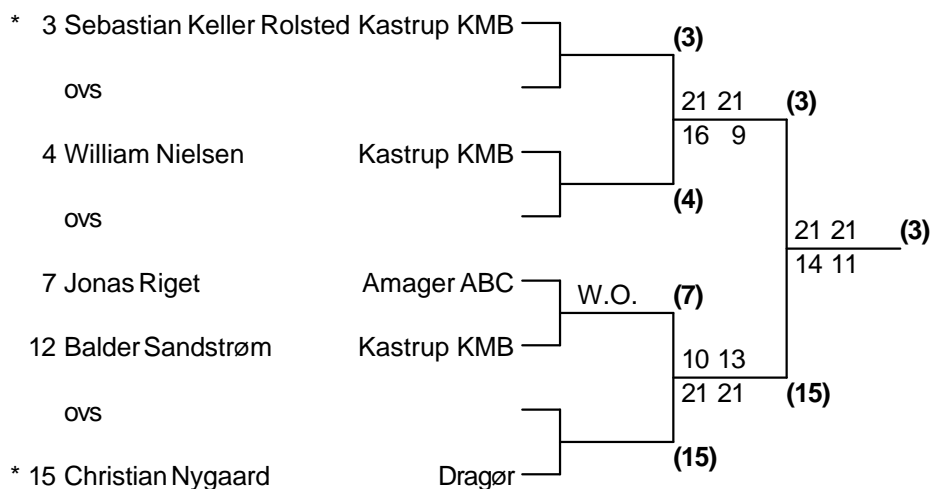 * 3 Sebastian Keller Rolsted Kastrup KMB
(3)
ovs
21 21 (3)
16 9
4 William Nielsen Kastrup KMB
(4)
ovs
21 21 (3)
14 11
7 Jonas Riget Amager ABC
W.O. (7)
12 Balder Sandstrøm Kastrup KMB
10 13
21 21 (15)
ovs
(15)
* 15 Christian Nygaard Dragør